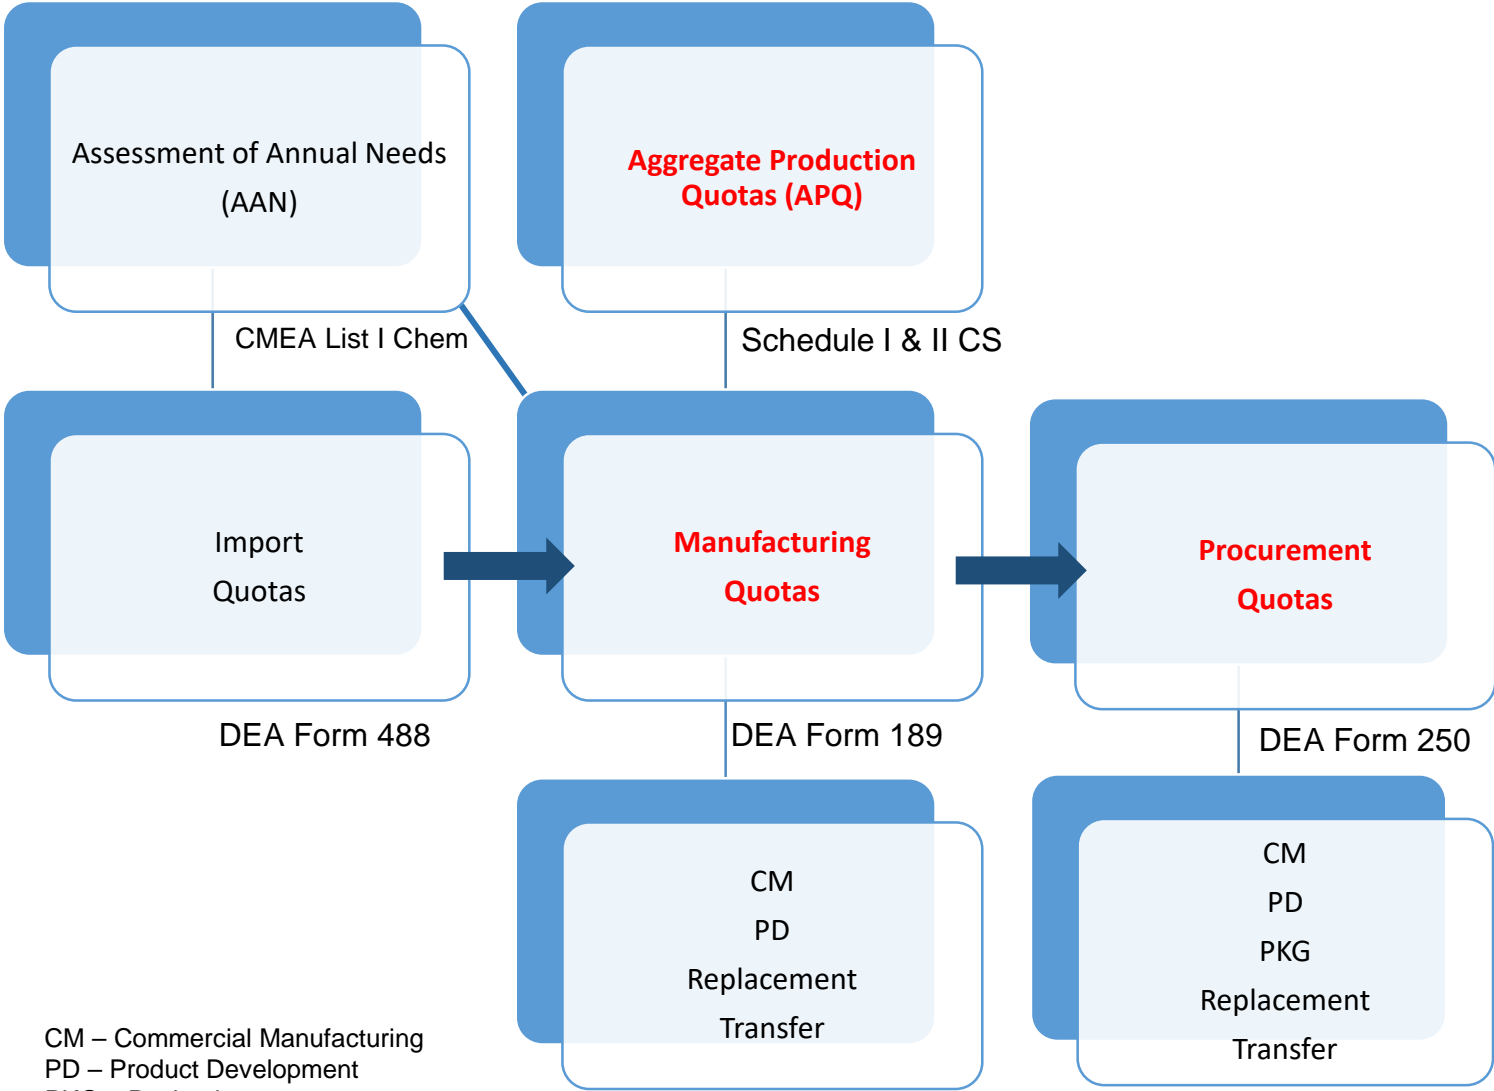 Assessment of Annual Needs
(AAN)
Aggregate Production
Quotas (APQ)
CMEA List I Chem
Schedule I & II CS
Import
Quotas
Manufacturing
Quotas
Procurement
Quotas
DEA Form 488
DEA Form 189
DEA Form 250
CM
PD
Replacement
Transfer
CM
PD
PKG
Replacement
Transfer
CM – Commercial Manufacturing
PD – Product Development